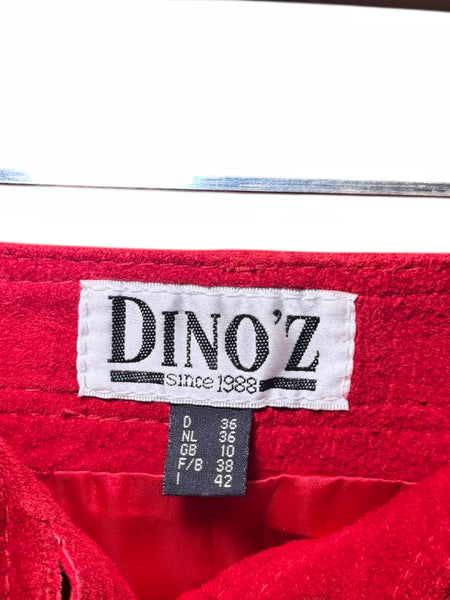 DINO'Z
since 1988
D 36
NL 36
GB 10
F/B 38
I 42